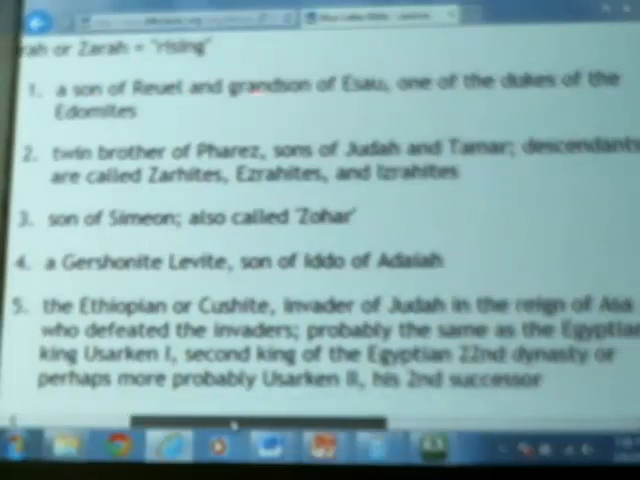 rah or Zarah = "rising"
1. a son of Reuel and grandson of Esau, one of the dukes of the
Edomites
2. twin brother of Pharez, sons of Judah and Tamar; descendants
are called Zarhites, Ezrahites, and Izrahites
3. son of Simeon; also called 'Zohar'
4. a Gershonite Levite, son of Iddo of Adaiah
5. the Ethiopian or Cushite, invader of Judah in the reign of Asa
who defeated the invaders; probably the same as the Egyptian
king Usarken I, second king of the Egyptian 22nd dynasty or
perhaps more probably Usarken II, his 2nd successor